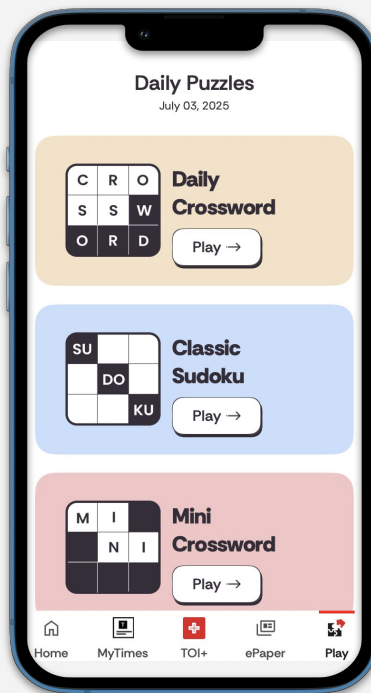 Daily Puzzles
July 03, 2025
C R O
S S W
O R D
Daily
Crossword
Play →
SU
DO
KU
Classic
Sudoku
Play →
M I
N I
Mini
Crossword
Play →
T
Home
MyTimes
TOI+
ePaper
Play